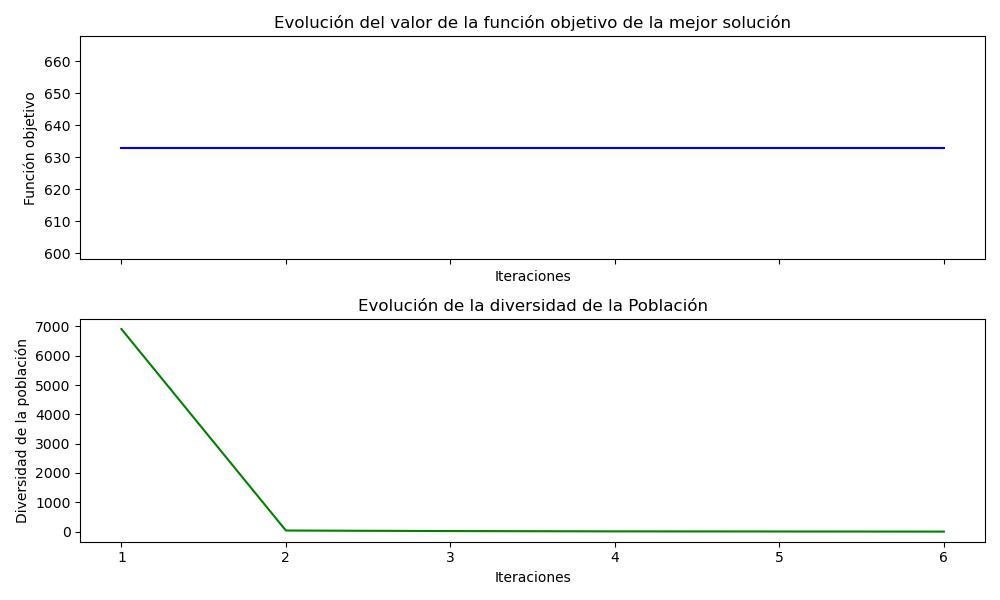 Evolución del valor de la función objetivo de la mejor solución
660
650
640
630
620
610
600
Función objetivo
Iteraciones
Evolución de la diversidad de la Población
7000
6000
5000
4000
3000
2000
1000
0
Diversidad de la población
1 2 3 4 5 6
Iteraciones